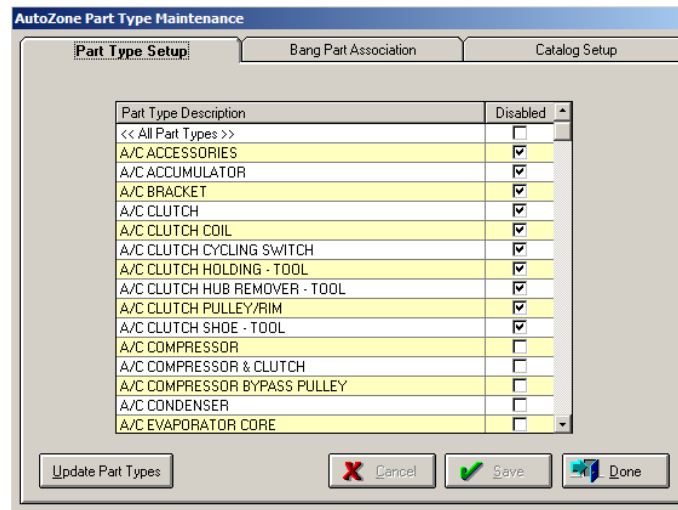 AutoZone Part Type Maintenance
Part Type Setup Bang Part Association Catalog Setup
Part Type Description Disabled
<< All Part Types >>
A/C ACCESSORIES
A/C ACCUMULATOR
A/C BRACKET
A/C CLUTCH
A/C CLUTCH COIL
A/C CLUTCH CYCLING SWITCH
A/C CLUTCH HOLDING - TOOL
A/C CLUTCH HUB REMOVER - TOOL
A/C CLUTCH PULLEY/RIM
A/C CLUTCH SHOE - TOOL
A/C COMPRESSOR
A/C COMPRESSOR & CLUTCH
A/C COMPRESSOR BYPASS PULLEY
A/C CONDENSER
A/C EVAPORATOR CORE
Update Part Types Cancel Save Done